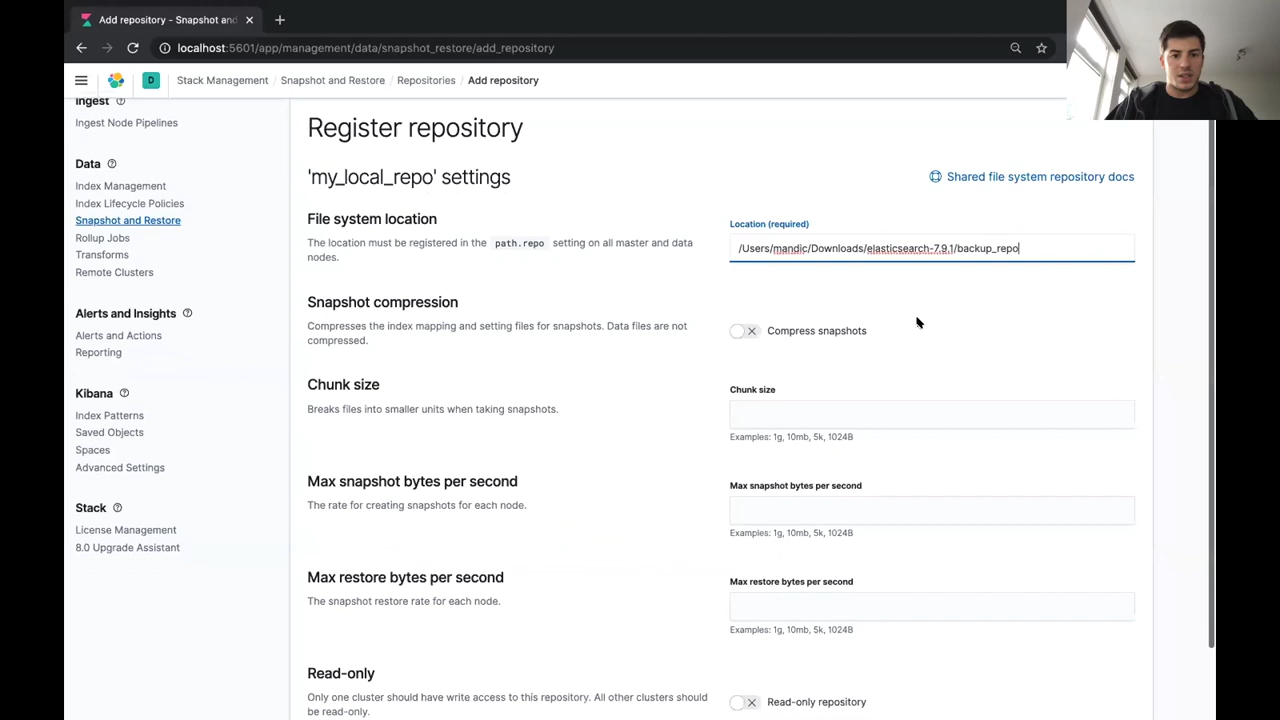 Add repository - Snapshot and
localhost:5601/app/management/data/snapshot_restore/add_repository
D
Stack Management / Snapshot and Restore / Repositories / Add repository
Ingest
Ingest Node Pipelines
Data
Index Management
Index Lifecycle Policies
Snapshot and Restore
Rollup Jobs
Transforms
Remote Clusters
Alerts and Insights
Alerts and Actions
Reporting
Kibana
Index Patterns
Saved Objects
Spaces
Advanced Settings
Stack
License Management
8.0 Upgrade Assistant
Register repository
'my_local_repo' settings
Shared file system repository docs
File system location
The location must be registered in the path.repo setting on all master and data
nodes.
Location (required)
/Users/mandic/Downloads/elasticsearch-7.9.1/backup_repo
Snapshot compression
Compresses the index mapping and setting files for snapshots. Data files are not
compressed.
Compress snapshots
Chunk size
Breaks files into smaller units when taking snapshots.
Chunk size
Examples: 1g, 10mb, 5k, 1024B
Max snapshot bytes per second
The rate for creating snapshots for each node.
Max snapshot bytes per second
Examples: 1g, 10mb, 5k, 1024B
Max restore bytes per second
The snapshot restore rate for each node.
Max restore bytes per second
Examples: 1g, 10mb, 5k, 1024B
Read-only
Only one cluster should have write access to this repository. All other clusters should
be read-only.
Read-only repository